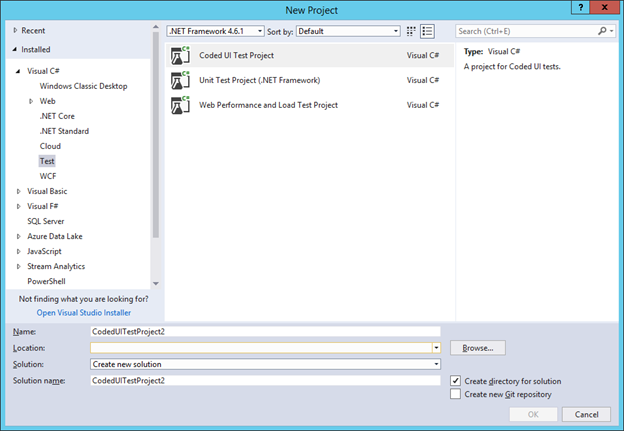 New Project
?
Recent
Installed
Visual C#
Windows Classic Desktop
Web
.NET Core
.NET Standard
Cloud
Test
WCF
Visual Basic
Visual F#
SQL Server
Azure Data Lake
JavaScript
Stream Analytics
PowerShell
Not finding what you are looking for?
Open Visual Studio Installer
.NET Framework 4.6.1 Sort by: Default
C# Coded UI Test Project Visual C#
C# Unit Test Project (.NET Framework) Visual C#
C# Web Performance and Load Test Project Visual C#
Search (Ctrl+E)
Type: Visual C#
A project for Coded UI tests.
Name: CodedUITestProject2
Location: Browse...
Solution: Create new solution
Solution name: CodedUITestProject2
Create directory for solution
Create new Git repository
OK Cancel